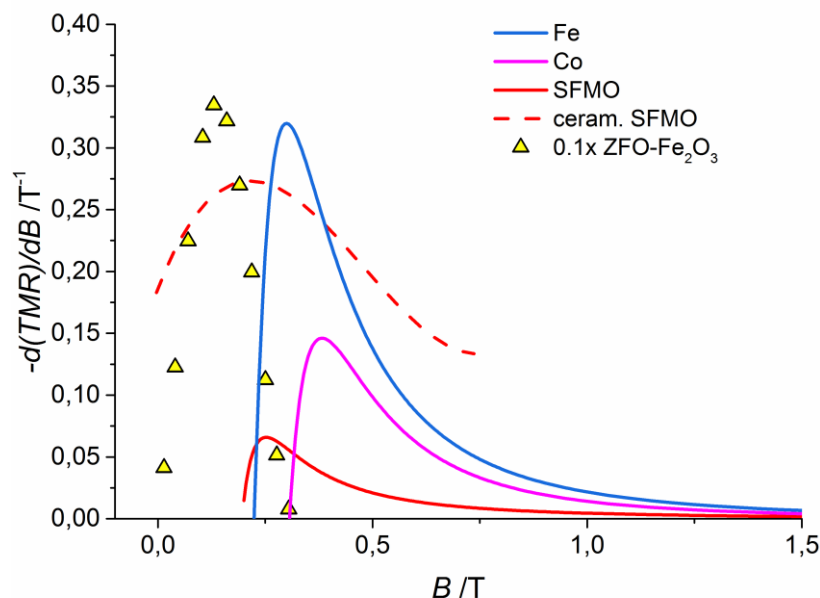 0,40
0,35
0,30
0,25
0,20
0,15
0,10
0,05
0,00
-d(TMR)/dB /T⁻¹
Fe
Co
SFMO
ceram. SFMO
0.1x ZFO-Fe₂O₃
0,0 0,5 1,0 1,5
B /T